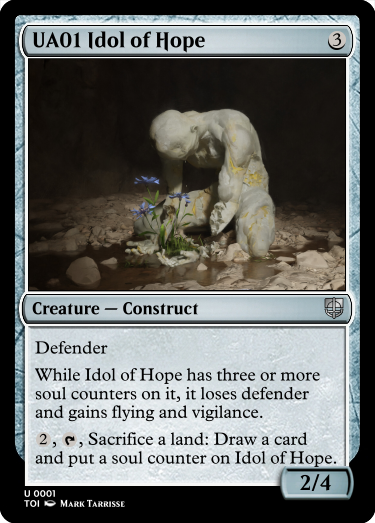 UA01 Idol of Hope
3
Creature — Construct
Defender
While Idol of Hope has three or more
soul counters on it, it loses defender
and gains flying and vigilance.
2, , Sacrifice a land: Draw a card
and put a soul counter on Idol of Hope.
2/4
U 0001
TOI Mark Tarrisse